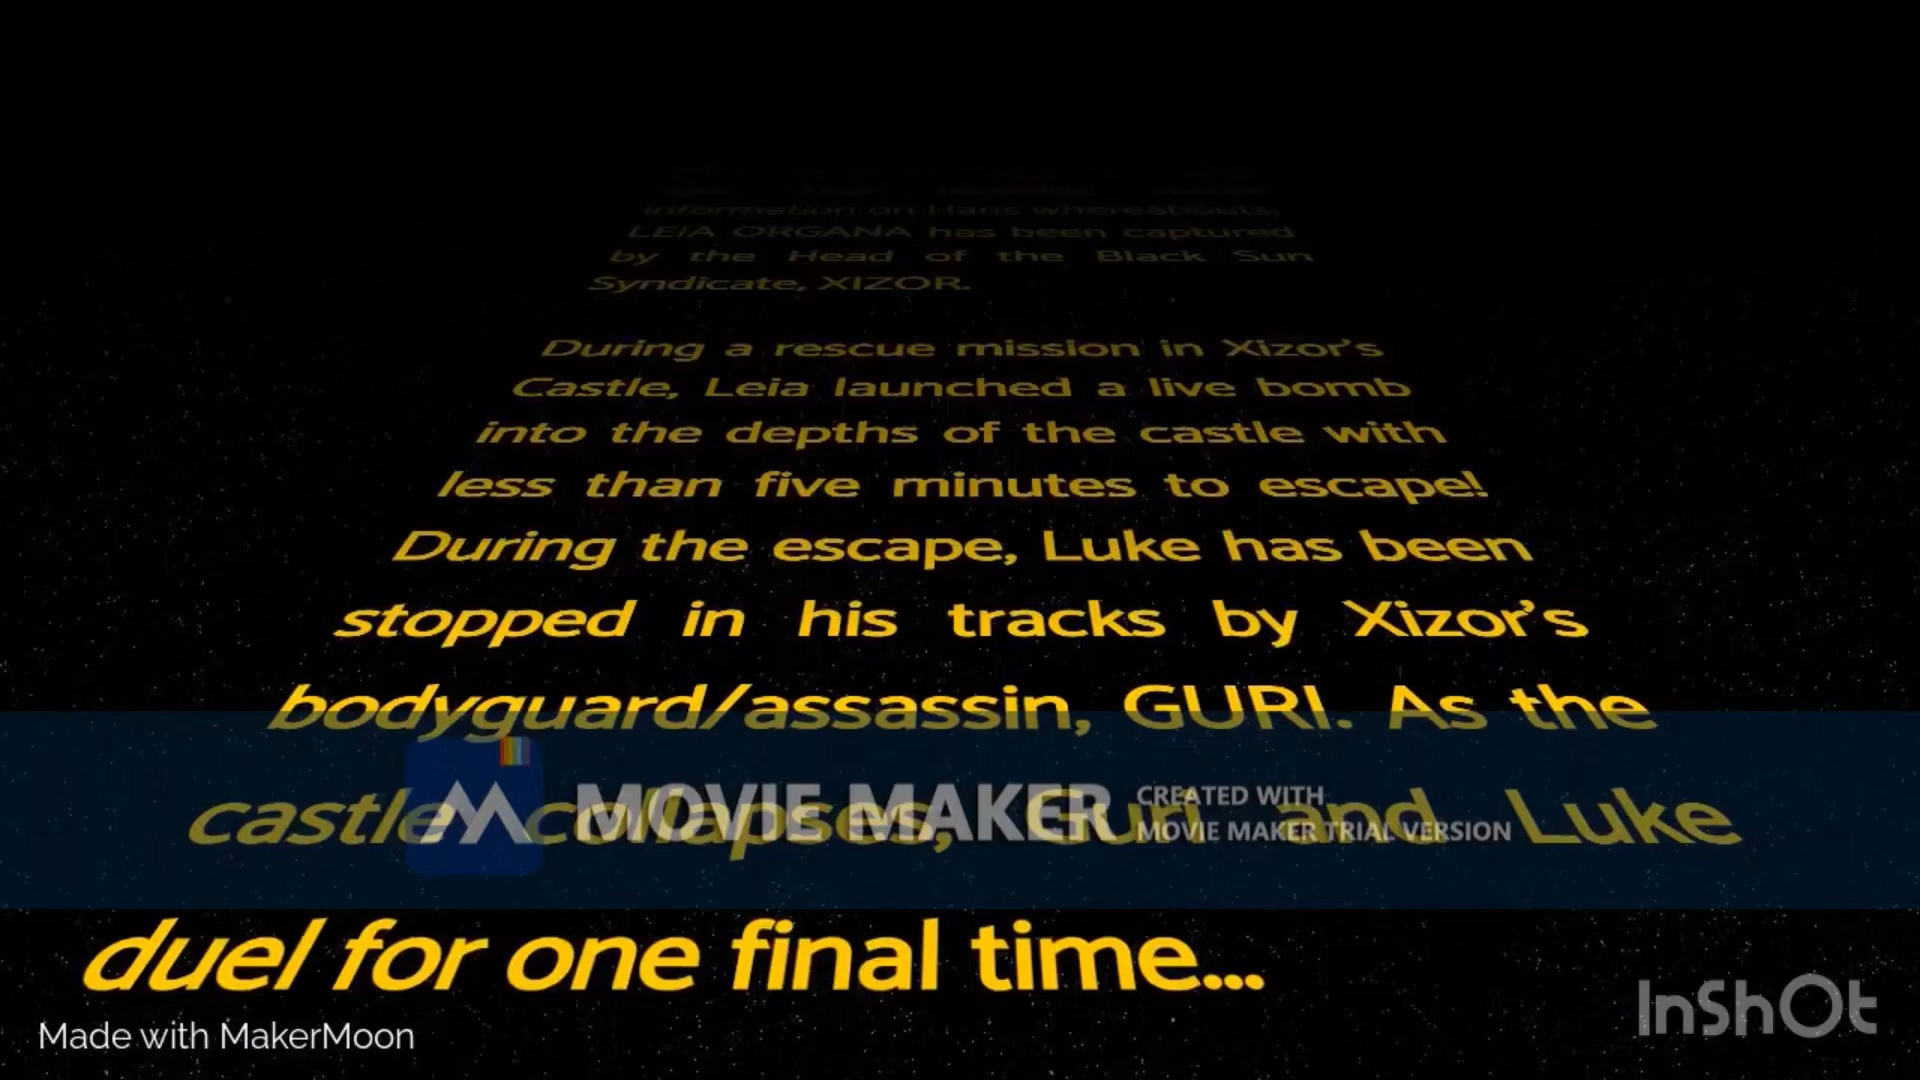 information on Hans whereabouts,
LEIA ORGANA has been captured
by the Head of the Black Sun
Syndicate, XIZOR.
During a rescue mission in Xizor's
Castle, Leia launched a live bomb
into the depths of the castle with
less than five minutes to escape!
During the escape, Luke has been
stopped in his tracks by Xizor's
bodyguard/assassin, GURI. As the
castle collapses, Guri and Luke
MOVIE MAKER
CREATED WITH
MOVIE MAKER TRIAL VERSION
duel for one final time...
InShOt
Made with MakerMoon